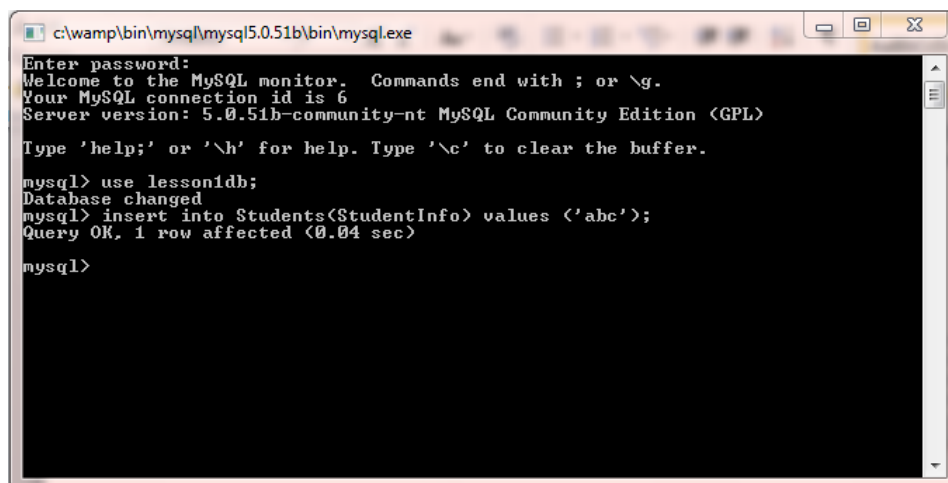 c:\wamp\bin\mysql\mysql5.0.51b\bin\mysql.exe
Enter password:
Welcome to the MySQL monitor.  Commands end with ; or \g.
Your MySQL connection id is 6
Server version: 5.0.51b-community-nt MySQL Community Edition (GPL)
Type 'help;' or '\h' for help. Type '\c' to clear the buffer.
mysql> use lesson1db;
Database changed
mysql> insert into Students(StudentInfo) values ('abc');
Query OK, 1 row affected (0.04 sec)
mysql>